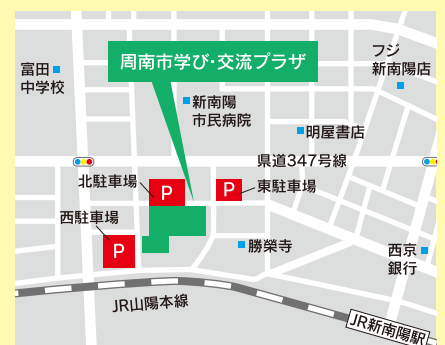 周南市学び・交流プラザ
富田
中学校
フジ
新南陽店
新南陽
市民病院
明屋書店
県道347号線
北駐車場
P
P
東駐車場
西駐車場
P
勝榮寺
西京
銀行
JR山陽本線
JR新南陽駅